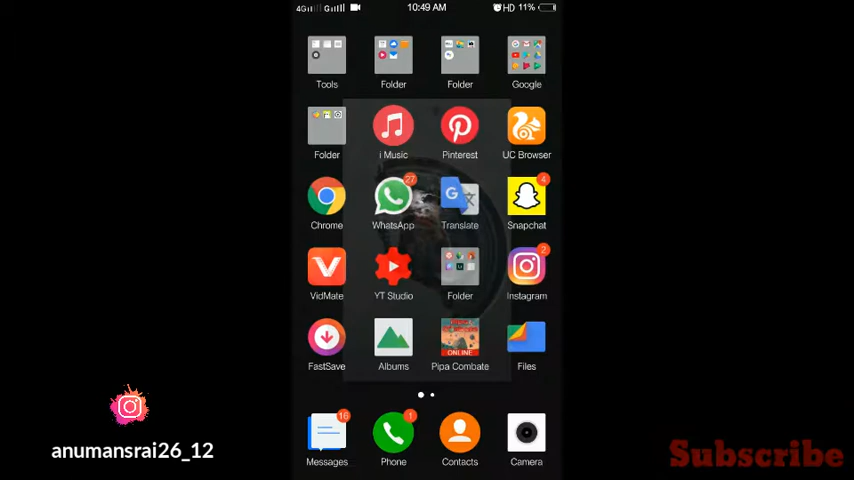 4G G 10:49 AM HD 11%
Tools Folder Folder Google
Folder i Music Pinterest UC Browser
27 4
Chrome WhatsApp Translate Snapchat
2
VidMate YT Studio Folder Instagram
ONLINE
FastSave Albums Pipa Combate Files
16 1
Messages Phone Contacts Camera
anumansrai26_12
Subscribe